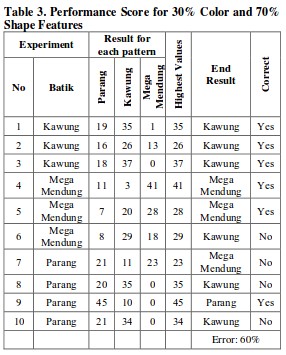 Table 3. Performance Score for 30% Color and 70%
Shape Features
Experiment
Result for
each pattern
Highest Values
End
Result
Correct
No
Batik
Parang
Kawung
Mega
Mendung
1 Kawung 19 35 1 35 Kawung Yes
2 Kawung 16 26 13 26 Kawung Yes
3 Kawung 18 37 0 37 Kawung Yes
4 Mega Mendung 11 3 41 41 Mega Mendung Yes
5 Mega Mendung 7 20 28 28 Mega Mendung Yes
6 Mega Mendung 8 29 18 29 Kawung No
7 Parang 21 11 23 23 Mega Mendung No
8 Parang 20 35 0 35 Kawung No
9 Parang 45 10 0 45 Parang Yes
10 Parang 21 34 0 34 Kawung No
Error: 60%